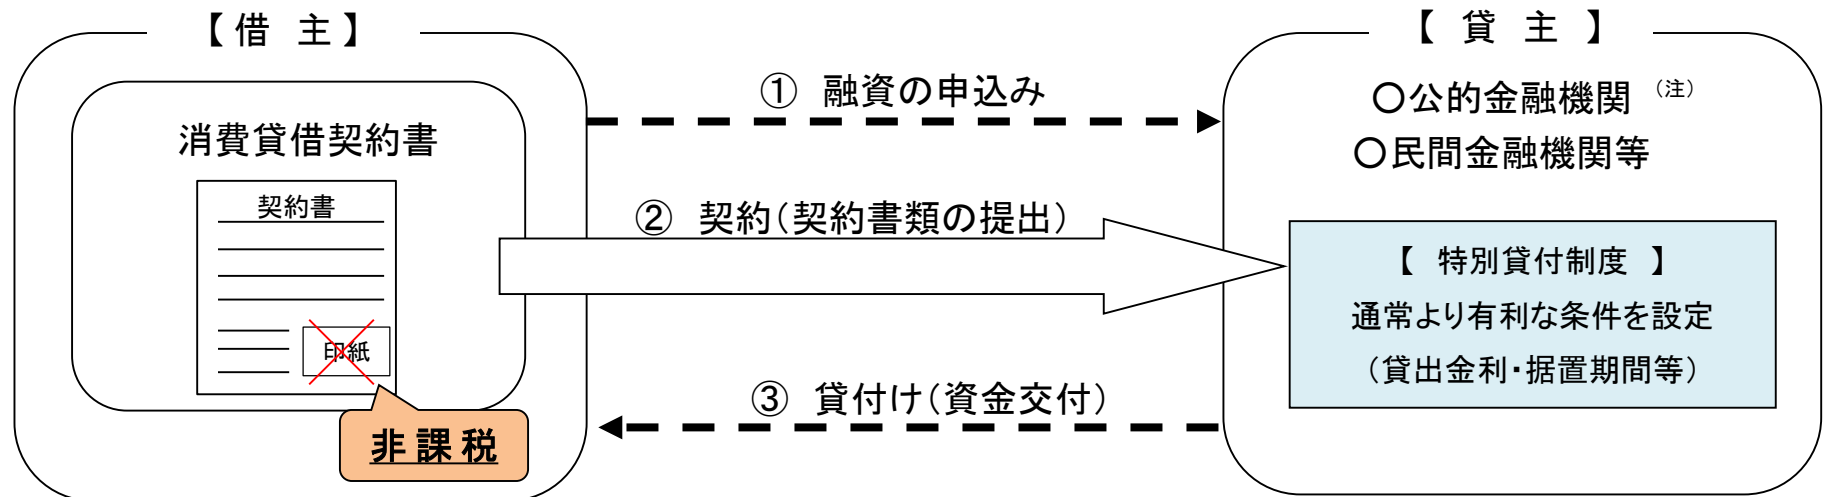 【借 主】
消費貸借契約書
契約書
印紙
非課税
① 融資の申込み
② 契約（契約書類の提出）
③ 貸付け（資金交付）
【 貸 主 】
〇公的金融機関（注）
〇民間金融機関等
【 特別貸付制度 】
通常より有利な条件を設定
（貸出金利・据置期間等）